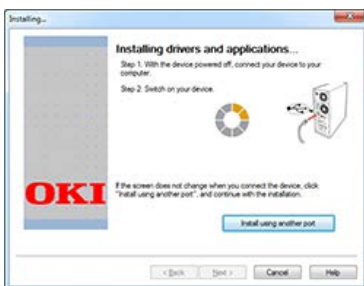 Installing...
Installing drivers and applications...
Step 1. With the device powered off, connect your device to your
computer.
Step 2. Switch on your device.
OKI
If the screen does not change when you connect the device, click
"Install using another port", and continue with the installation.
Install using another port
< Back
Next >
Cancel
Help